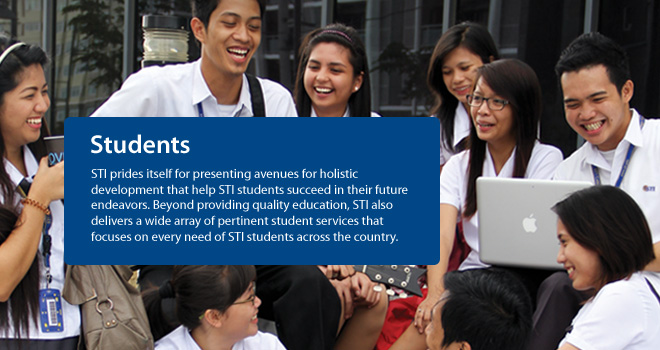 Students
STI prides itself for presenting avenues for holistic
development that help STI students succeed in their future
endeavors. Beyond providing quality education, STI also
delivers a wide array of pertinent student services that
focuses on every need of STI students across the country.